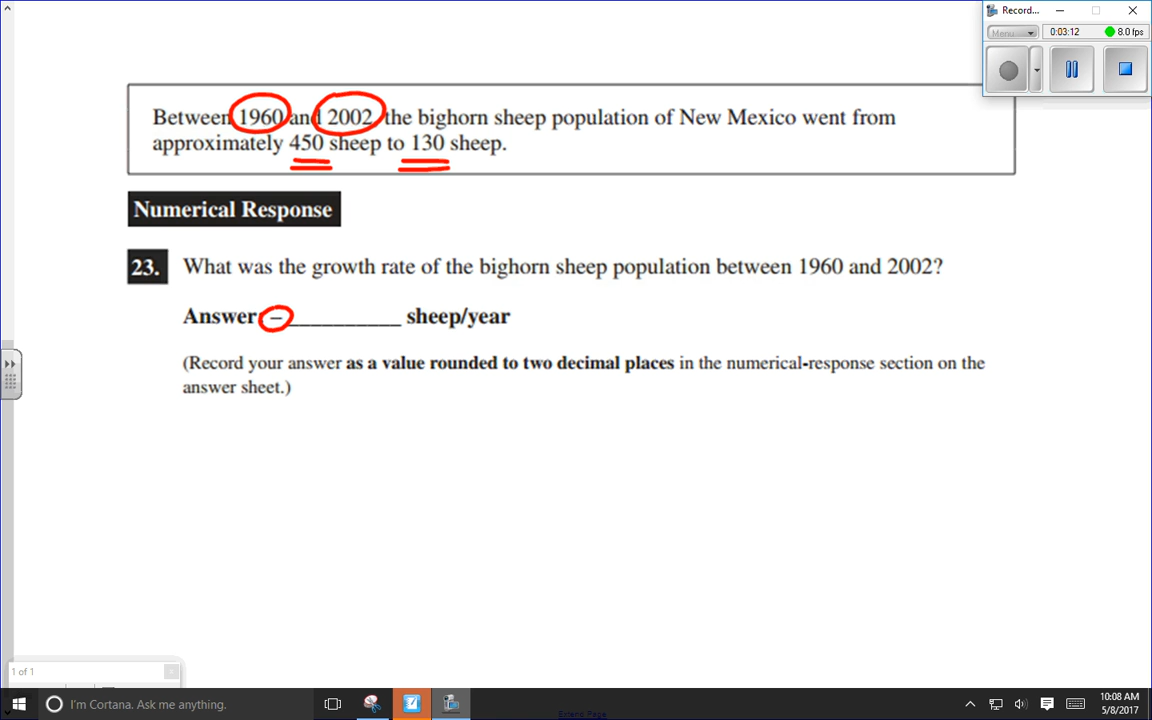 Record...
Menu
0:03:12
8.0 fps
Between 1960 and 2002, the bighorn sheep population of New Mexico went from
approximately 450 sheep to 130 sheep.
Numerical Response
23. What was the growth rate of the bighorn sheep population between 1960 and 2002?
Answer: –__________ sheep/year
(Record your answer as a value rounded to two decimal places in the numerical-response section on the
answer sheet.)
1 of 1
I'm Cortana. Ask me anything.
Extend Page
10:08 AM
5/8/2017